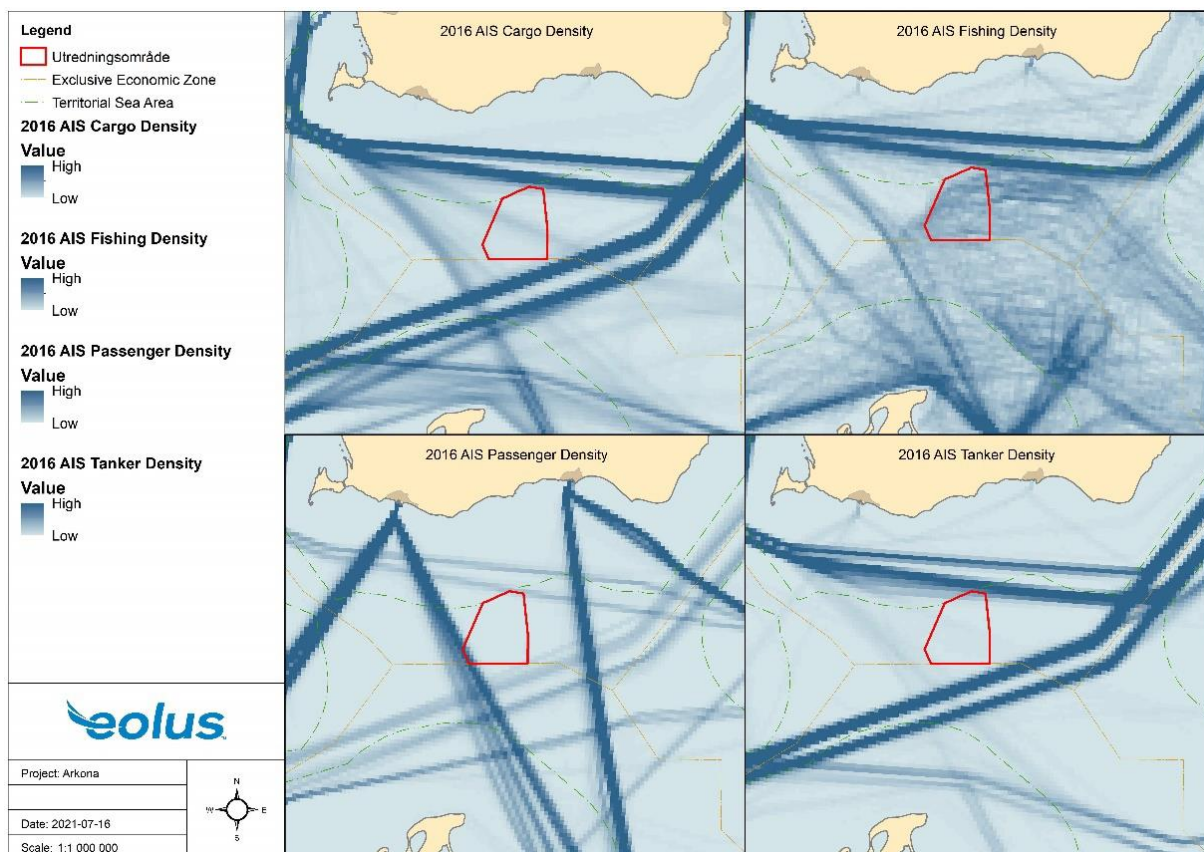 Legend
Utredningsområde
Exclusive Economic Zone
Territorial Sea Area
2016 AIS Cargo Density
Value
High
Low
2016 AIS Fishing Density
Value
High
Low
2016 AIS Passenger Density
Value
High
Low
2016 AIS Tanker Density
Value
High
Low
eolus
Project: Arkona
Date: 2021-07-16
Scale: 1:1 000 000
N
W E
S
2016 AIS Cargo Density
2016 AIS Fishing Density
2016 AIS Passenger Density
2016 AIS Tanker Density